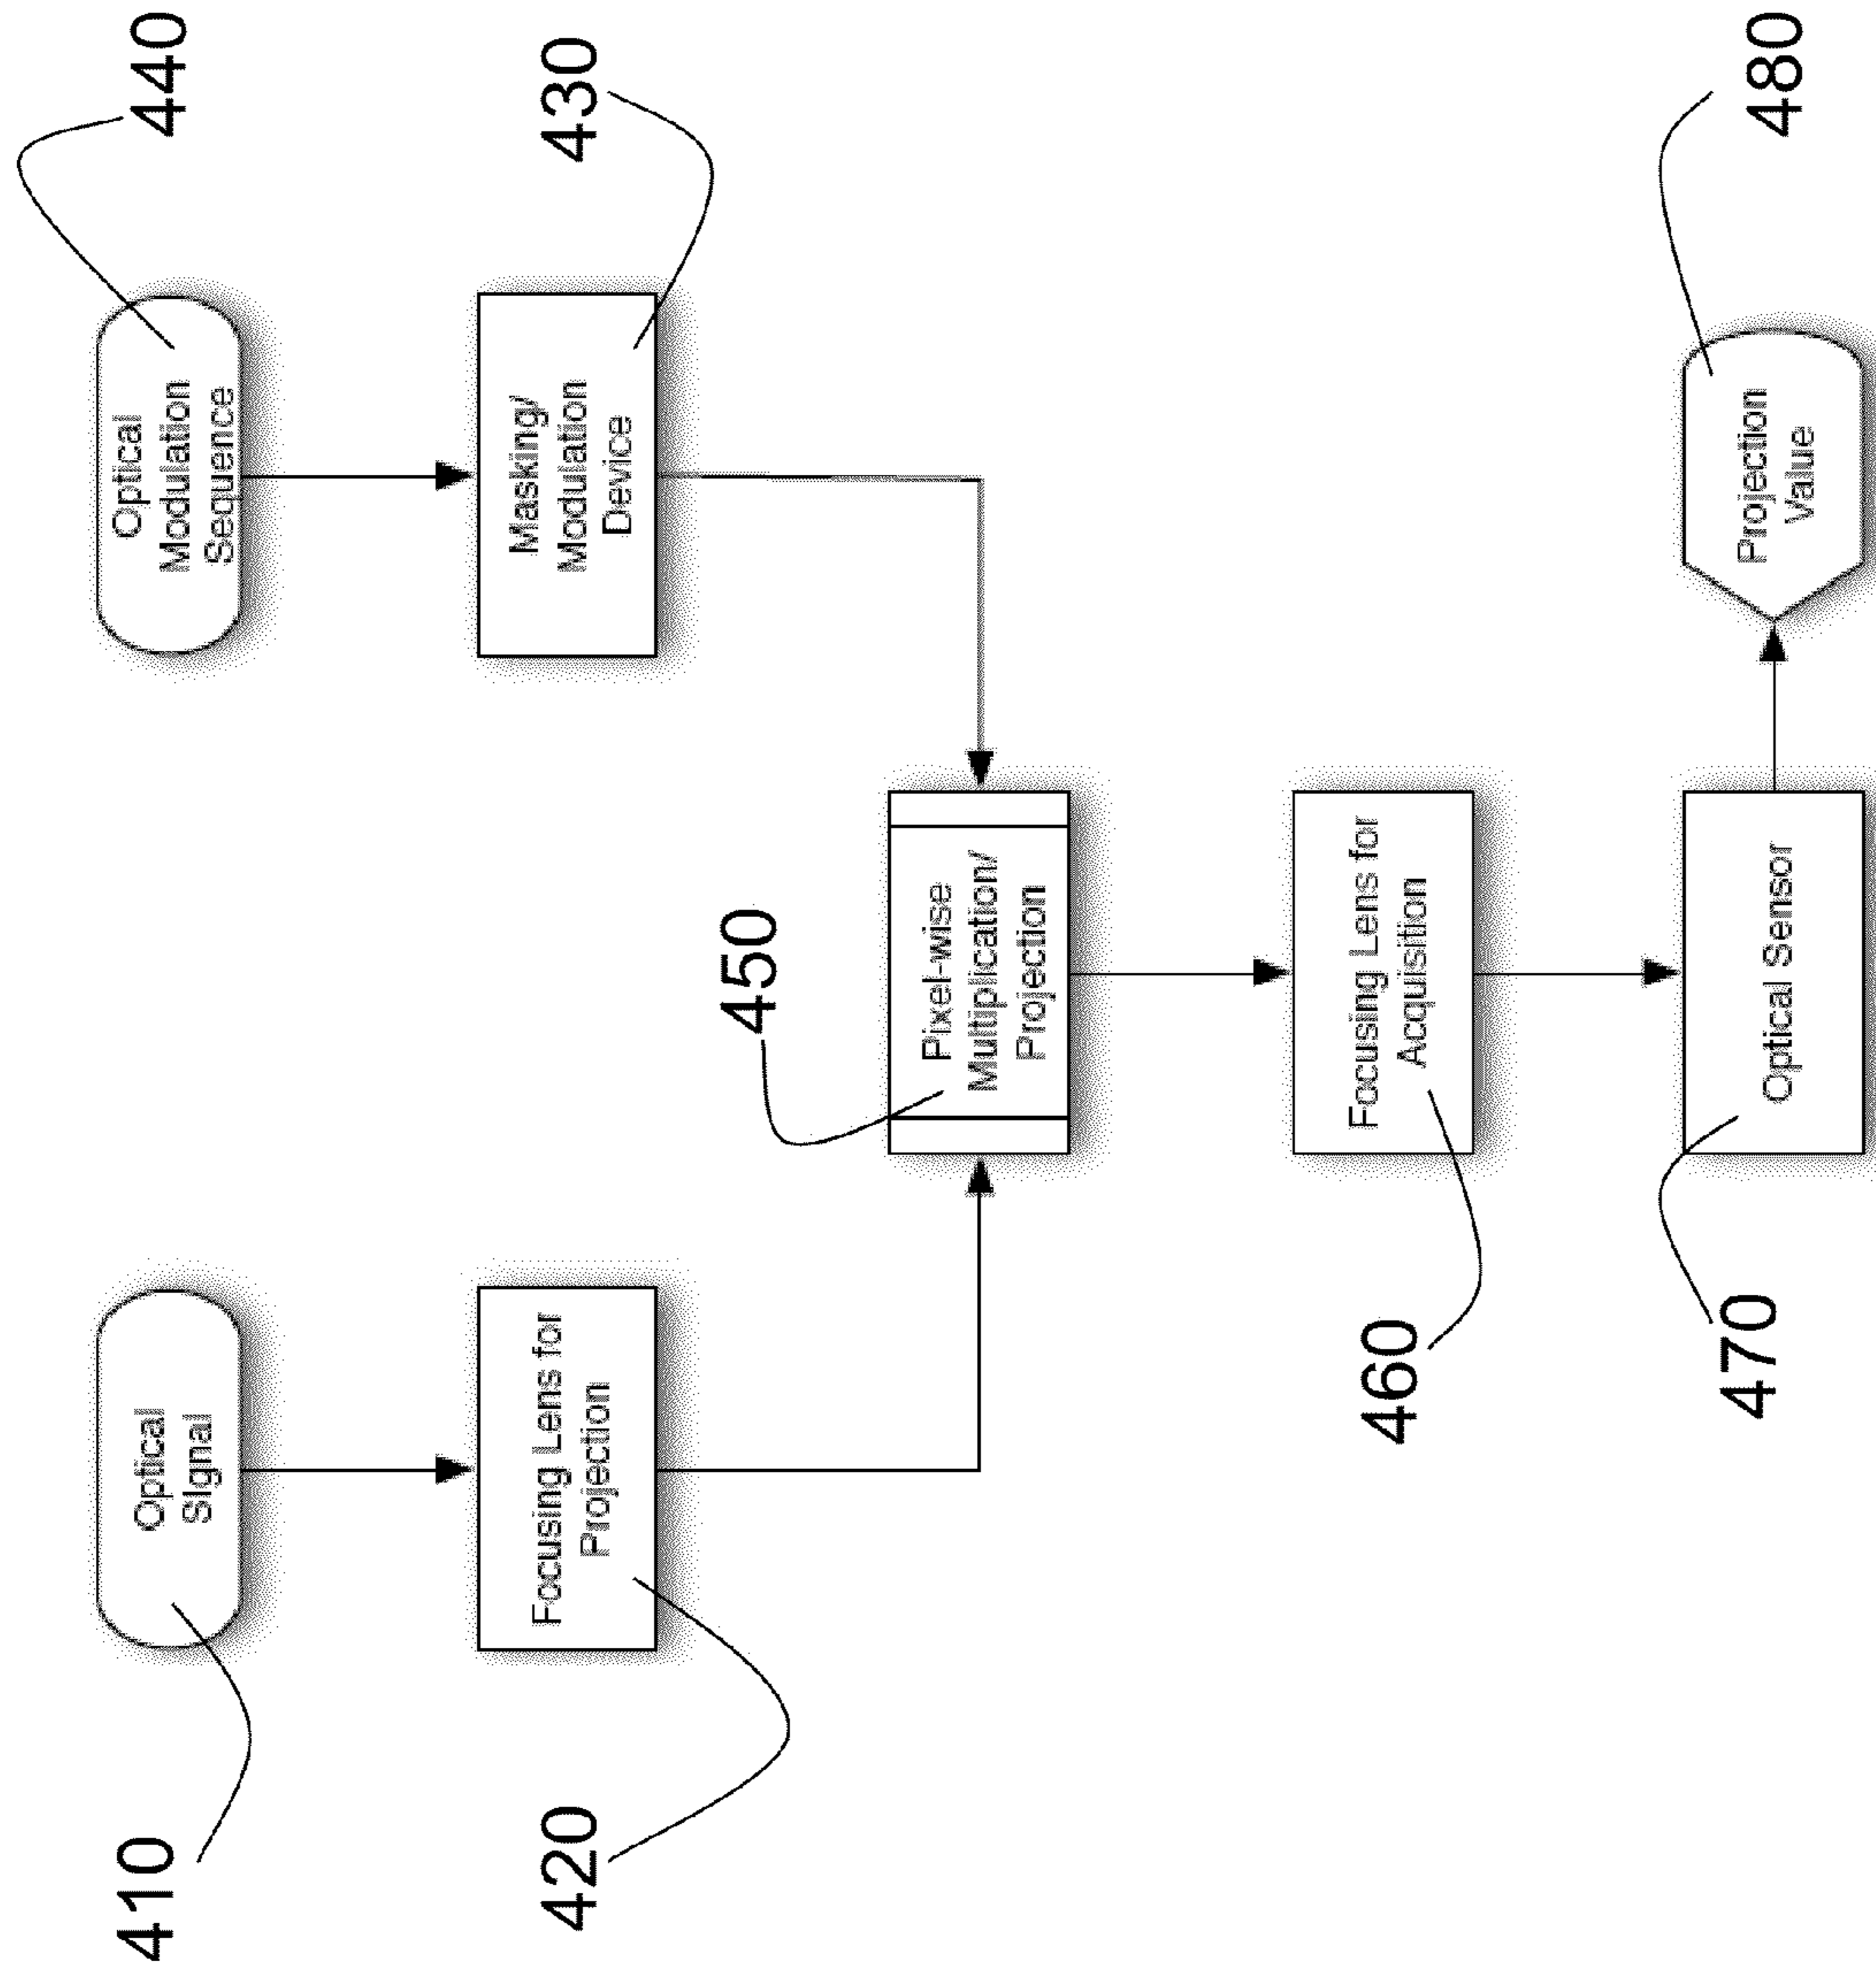 410
Optical
Signal
440
Optical
Modulation
Sequence
420
Focusing Lens for
Projection
430
Masking/
Modulation
Device
450
Pixel-wise
Multiplication/
Projection
460
Focusing Lens for
Acquisition
470
Optical Sensor
480
Projection
Value